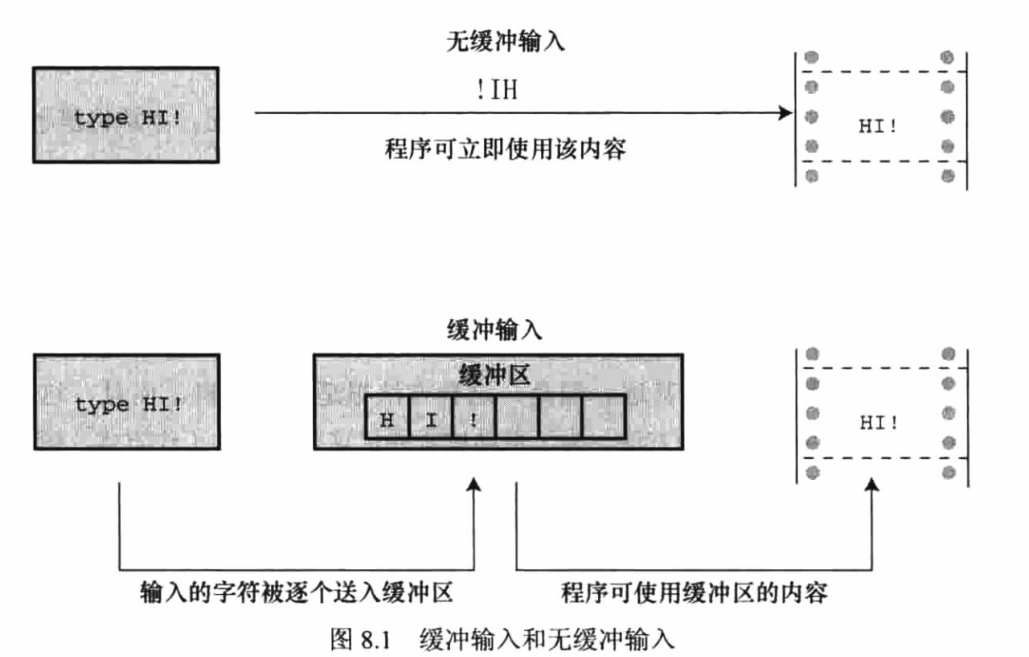 无缓冲输入
type HI!
!IH
HI!
程序可立即使用该内容
缓冲输入
缓冲区
type HI!
H I !
HI!
输入的字符被逐个送入缓冲区
程序可使用缓冲区的内容
图 8.1 缓冲输入和无缓冲输入